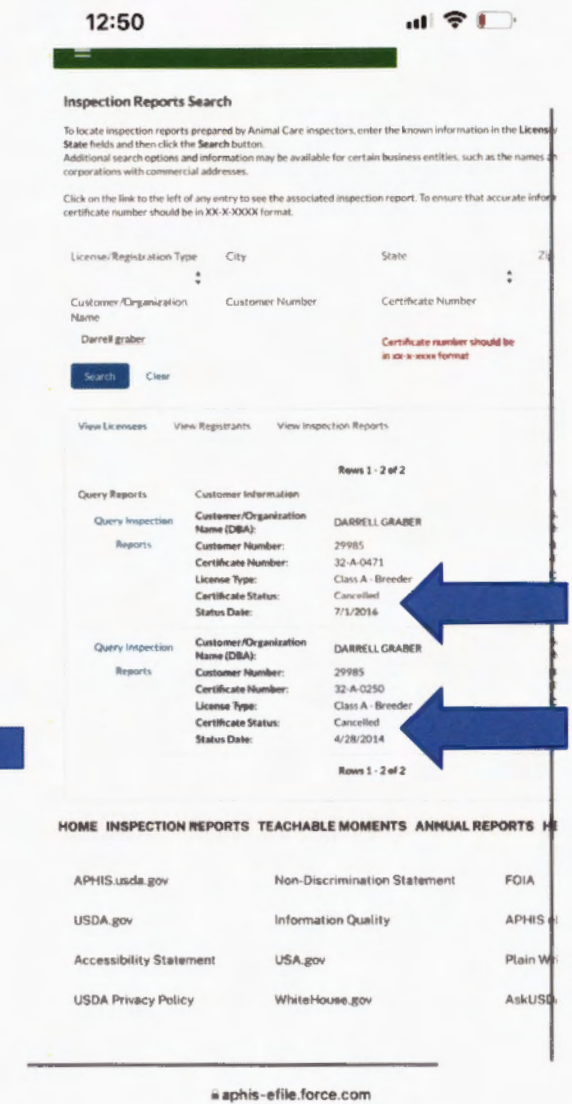 12:50
Inspection Reports Search
To locate inspection reports prepared by Animal Care inspectors, enter the known information in the
State fields and then click the Search button.
Additional search options and information may be available for certain business entities, such as the names
corporations with commercial addresses.
Click on the link to the left of any entry to see the associated inspection report. To ensure that accurate
certificate number should be in XX-X-XXXX format.
License/Registration Type City State
Customer/Organization Customer Number Certificate Number
Name
Darrell graber Certificate number should be
in xx-x-xxxx format
Search Clear
View Licensees View Registrants View Inspection Reports
Rows 1 - 2 of 2
Query Reports Customer Information
Query Inspection Customer/Organization DARRELL GRABER
Name (DBA):
Reports Customer Number: 29985
Certificate Number: 32-A-0471
License Type: Class A - Breeder
Certificate Status: Cancelled
Status Date: 7/1/2016
Query Inspection Customer/Organization DARRELL GRABER
Name (DBA):
Reports Customer Number: 29985
Certificate Number: 32-A-0250
License Type: Class A - Breeder
Certificate Status: Cancelled
Status Date: 4/28/2014
Rows 1 - 2 of 2
HOME INSPECTION REPORTS TEACHABLE MOMENTS ANNUAL REPORTS
APHIS.usda.gov Non-Discrimination Statement FOIA
USDA.gov Information Quality APHIS
Accessibility Statement USA.gov Plain
USDA Privacy Policy WhiteHouse.gov
aphis-efile.force.com